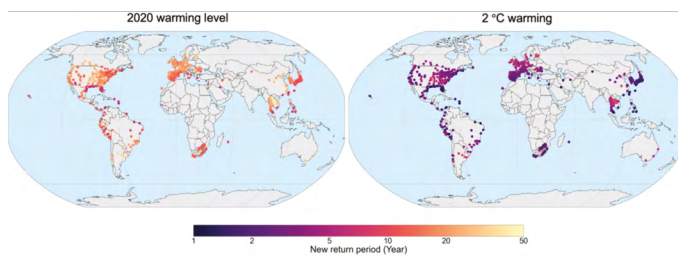 2020 warming level
2 °C warming
1 2 5 10 20 50
New return period (Year)